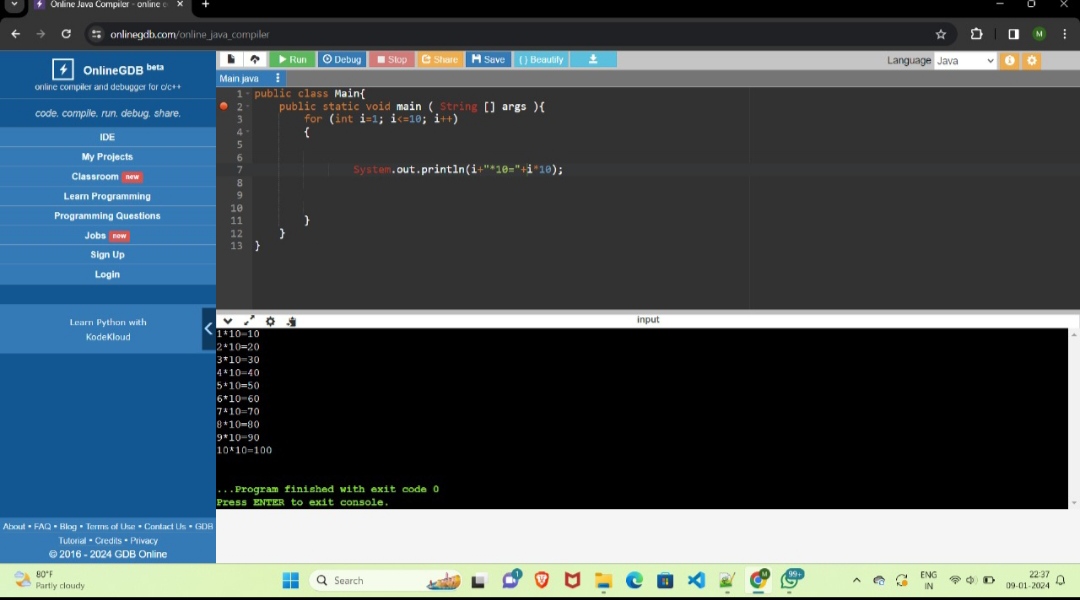 Online Java Compiler - online e
onlinegdb.com/online_java_compiler
M
OnlineGDB beta
online compiler and debugger for c/c++
code. compile. run. debug. share.
IDE
My Projects
Classroom new
Learn Programming
Programming Questions
Jobs new
Sign Up
Login
Learn Python with
KodeKloud
About • FAQ • Blog • Terms of Use • Contact Us • GDB
Tutorial • Credits • Privacy
© 2016 - 2024 GDB Online
Run Debug Stop Share Save { } Beautify
Language Java
Main.java
1 public class Main{
2 public static void main ( String [] args ){
3 for (int i=1; i<=10; i++)
4 {
5
6
7 System.out.println(i+"*10="+i*10);
8
9
10
11 }
12 }
13 }
input
1*10=10
2*10=20
3*10=30
4*10=40
5*10=50
6*10=60
7*10=70
8*10=80
9*10=90
10*10=100
...Program finished with exit code 0
Press ENTER to exit console.
80°F
Partly cloudy
Search
1
M
99+
ENG
IN
22:37
09-01-2024